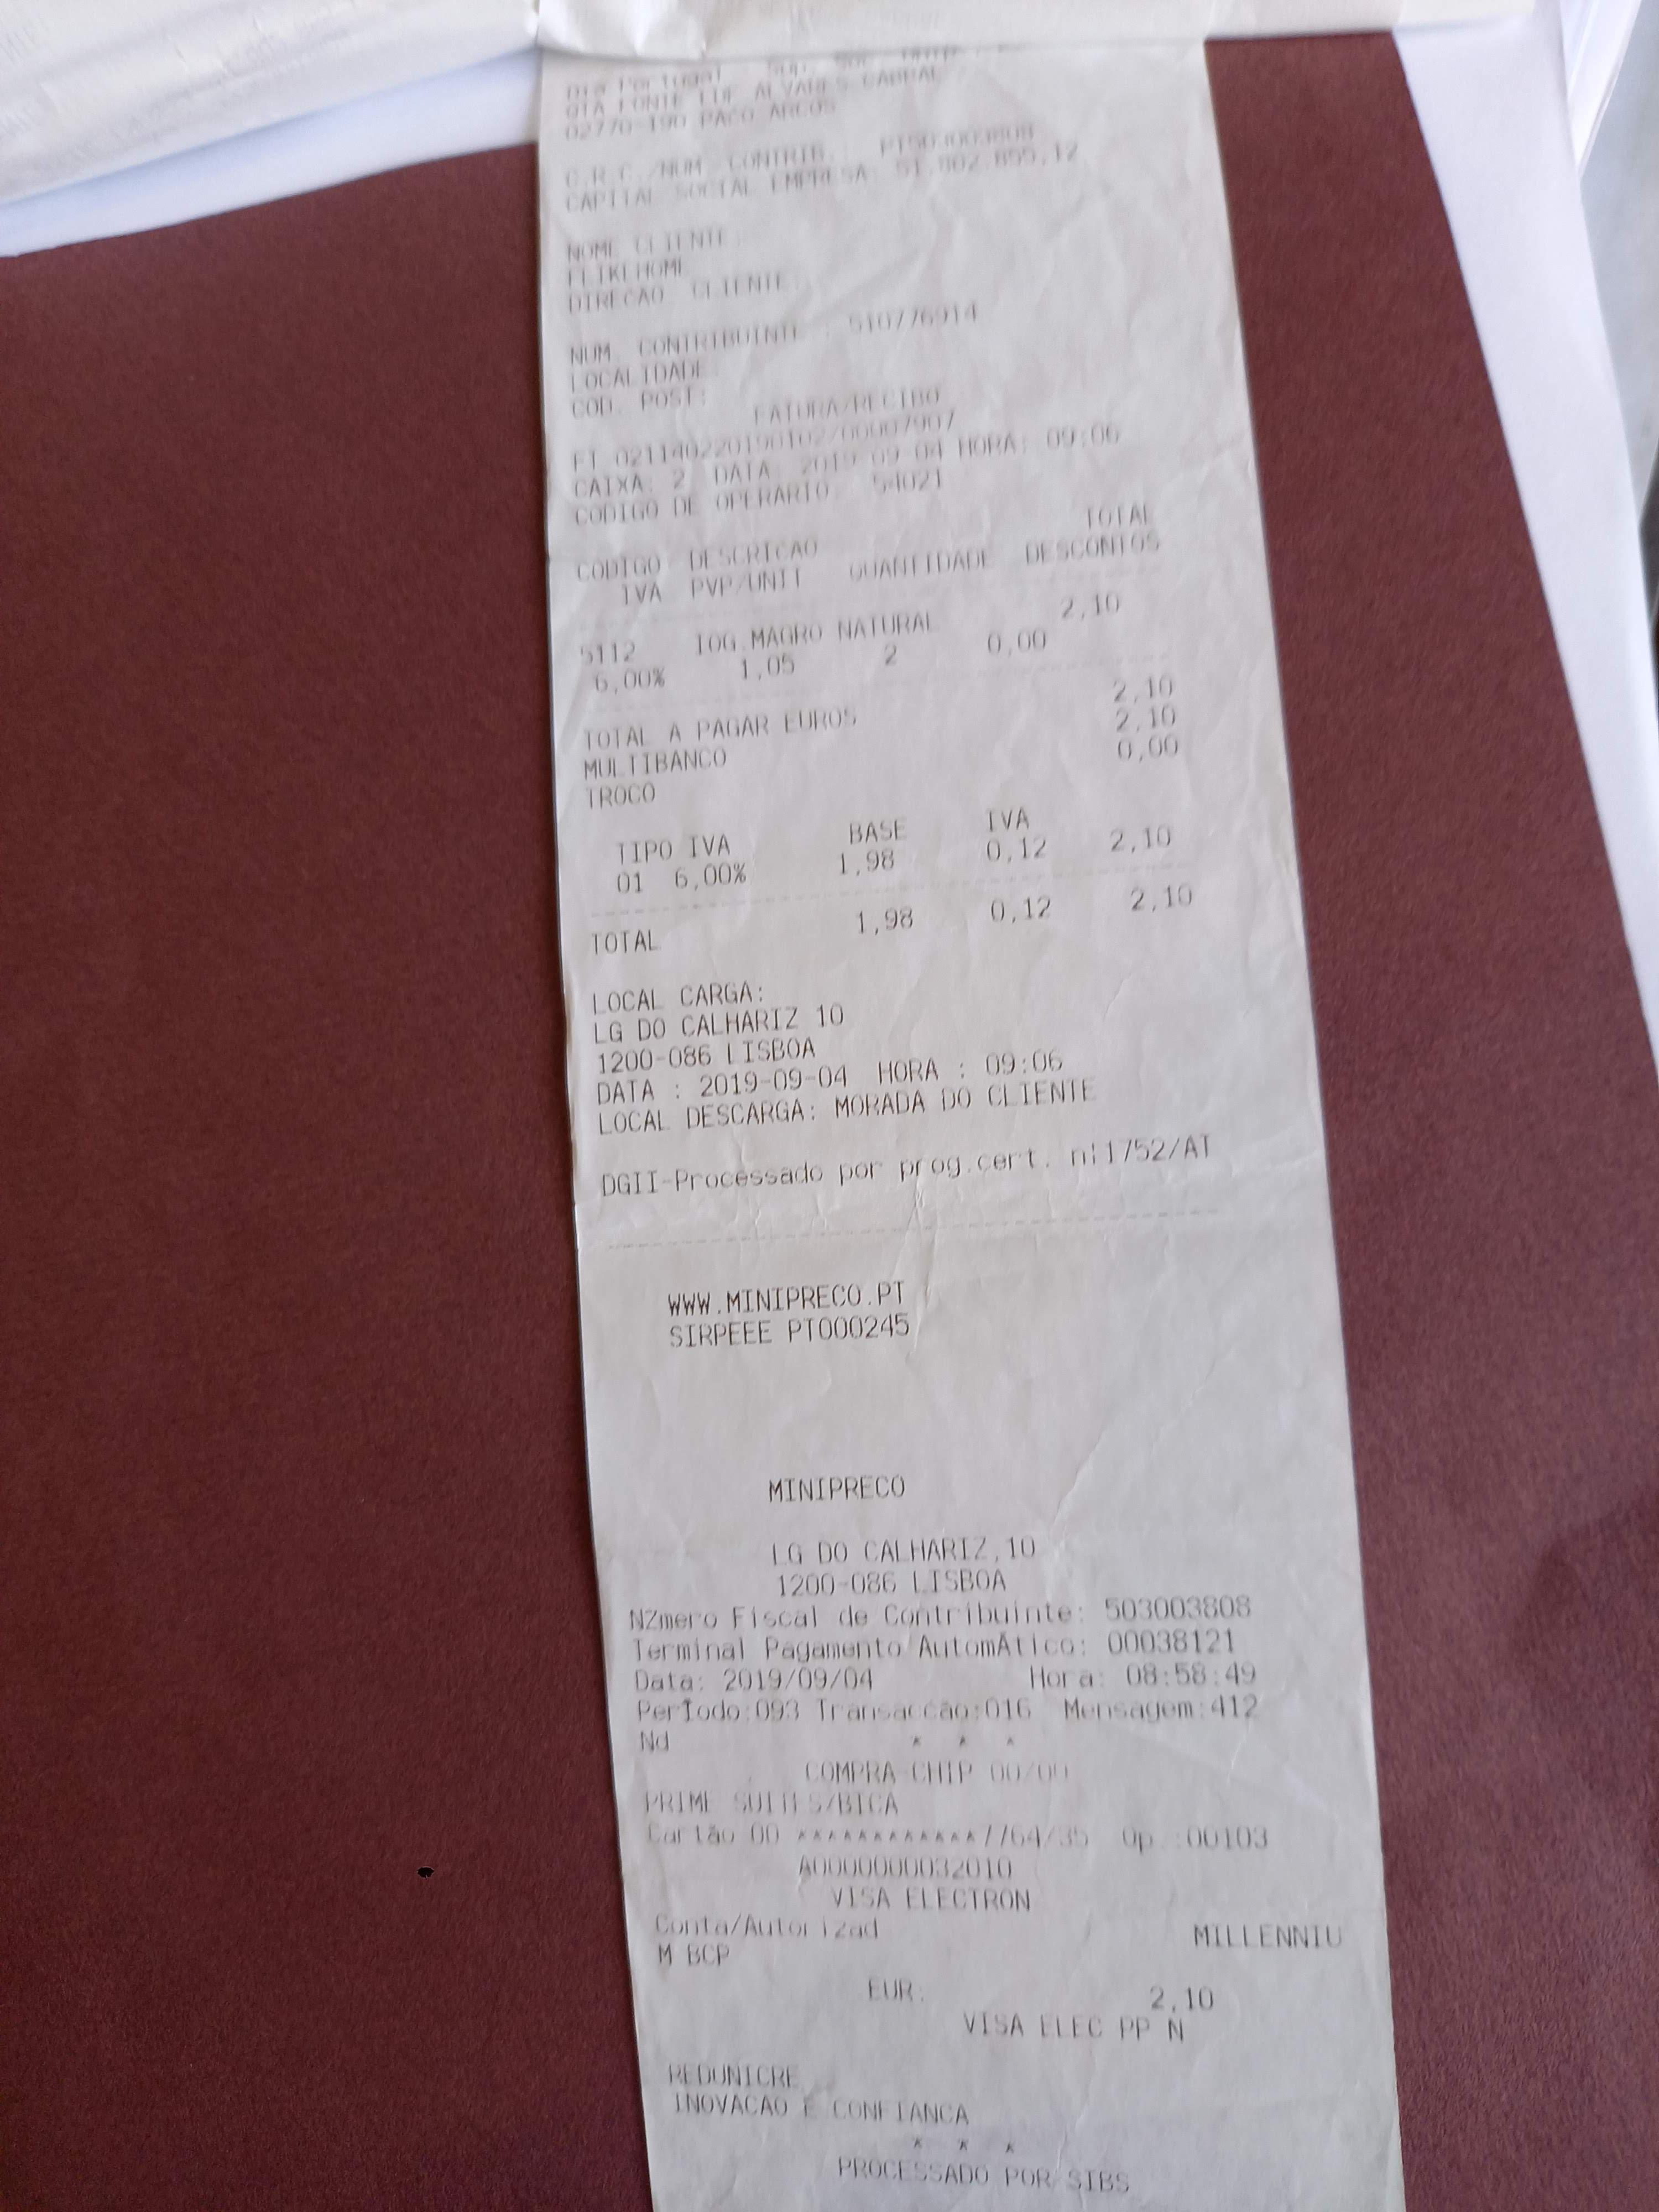 Dia Portugal Sup. Soc.
QTA FONTE EDF ALVARES CABRAL
02770-190 PACO ARCOS
C.R.C./NUM. CONTRIB. PT503003808
CAPITAL SOCIAL EMPRESA: 51.802.855,12
NOME CLIENTE:
DIRECAO CLIENTE:
NUM. CONTRIBUINTE : 510776914
LOCALIDADE:
COD. POST:
FATURA/RECIBO
FT 021140220190102/00007907
CAIXA: 2 DATA: 2019-09-04 HORA: 09:06
CODIGO DE OPERARIO: 54021
TOTAL
CODIGO DESCRICAO
IVA PVP/UNIT QUANTIDADE DESCONTOS
5112 IOG.MAGRO NATURAL 2,10
6,00% 1,05 2 0,00
TOTAL A PAGAR EUROS 2,10
MULTIBANCO 2,10
TROCO 0,00
TIPO IVA BASE IVA
01 6,00% 1,98 0,12 2,10
TOTAL 1,98 0,12 2,10
LOCAL CARGA:
LG DO CALHARIZ 10
1200-086 LISBOA
DATA : 2019-09-04 HORA : 09:06
LOCAL DESCARGA: MORADA DO CLIENTE
DGII-Processado por prog.cert. n¦1752/AT
WWW.MINIPRECO.PT
SIRPEEE PT000245
MINIPRECO
LG DO CALHARIZ,10
1200-086 LISBOA
NZmero Fiscal de Contribuinte: 503003808
Terminal Pagamento AutomÁtico: 00038121
Data: 2019/09/04 Hora: 08:58:49
PerÍodo:093 Transaccão:016 Mensagem:412
Nd * * *
COMPRA CHIP 00/00
PRIME SUITES/BICA
Cartão 00 ************7764/35 Op.:00103
A0000000032010
VISA ELECTRON
Conta/Autorizad MILLENNIU
M BCP
EUR: 2,10
VISA ELEC PP N
REDUNICRE
INOVACAO E CONFIANCA
* * *
PROCESSADO POR SIBS